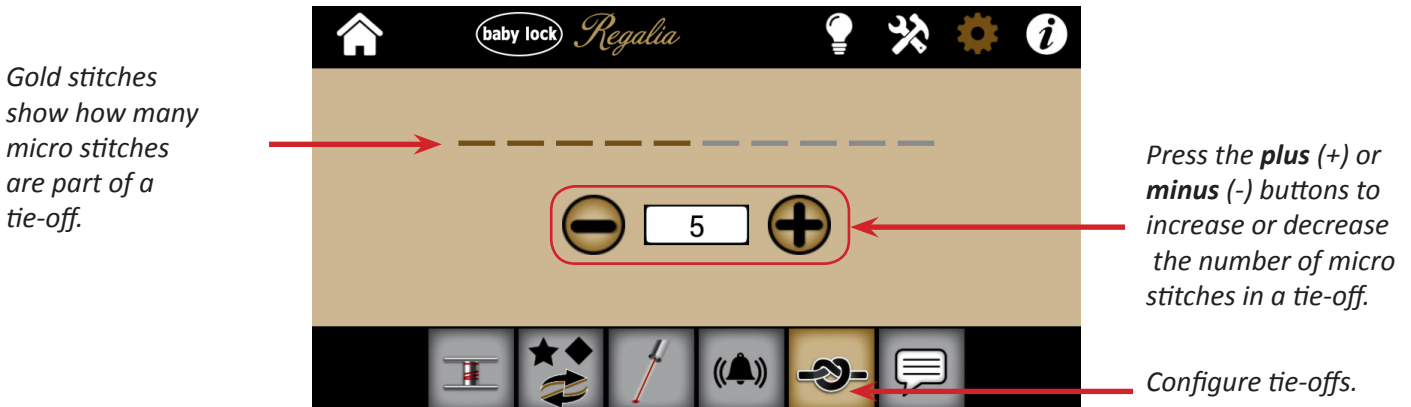 baby lock Regalia
i
Gold stitches
show how many
micro stitches
are part of a
tie-off.
5
Press the plus (+) or
minus (-) buttons to
increase or decrease
the number of micro
stitches in a tie-off.
Configure tie-offs.